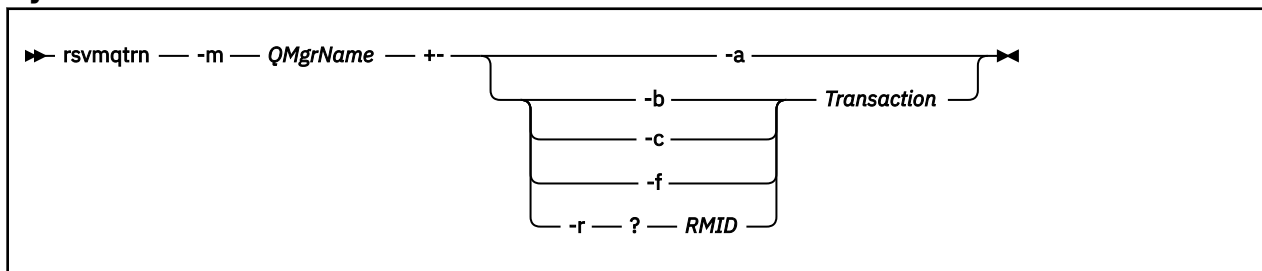 rsvmqtrn -m QMgrName +- -a
-b Transaction
-c
-f
-r ? RMID